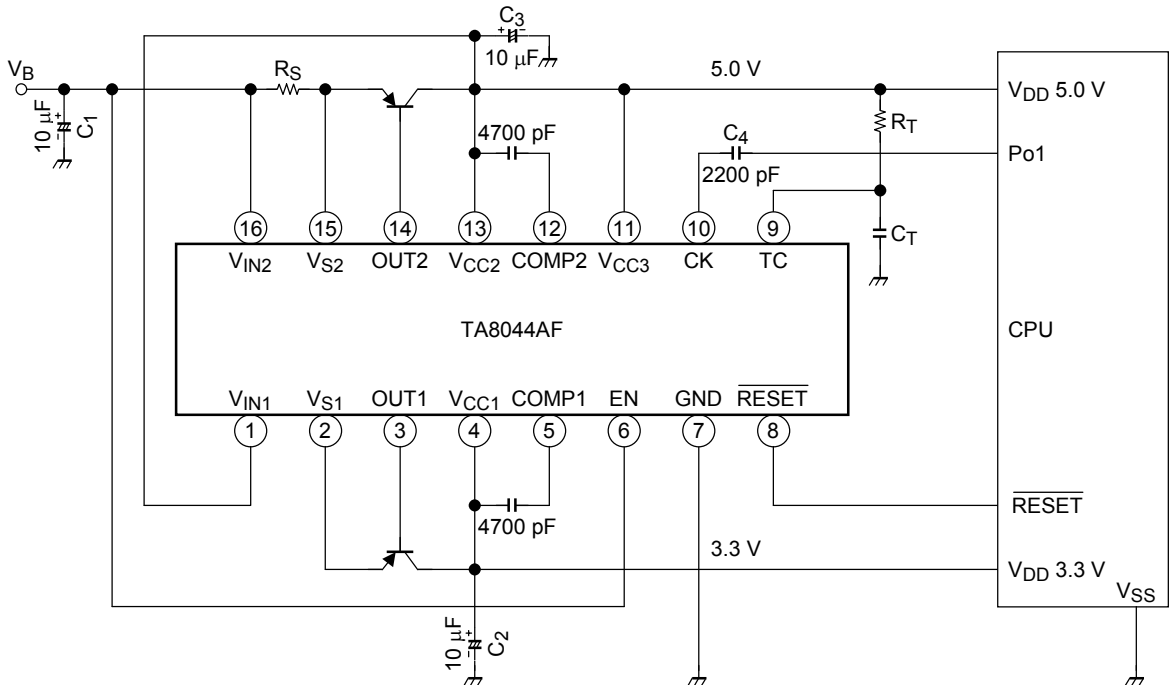 C3
10 μF
VB
RS
5.0 V
VDD 5.0 V
10 μF
C1
4700 pF
C4
RT
2200 pF
Po1
16 15 14 13 12 11 10 9
CT
VIN2 VS2 OUT2 VCC2 COMP2 VCC3 CK TC
TA8044AF
CPU
VIN1 VS1 OUT1 VCC1 COMP1 EN GND RESET
1 2 3 4 5 6 7 8
4700 pF
RESET
3.3 V
VDD 3.3 V
VSS
10 μF
C2